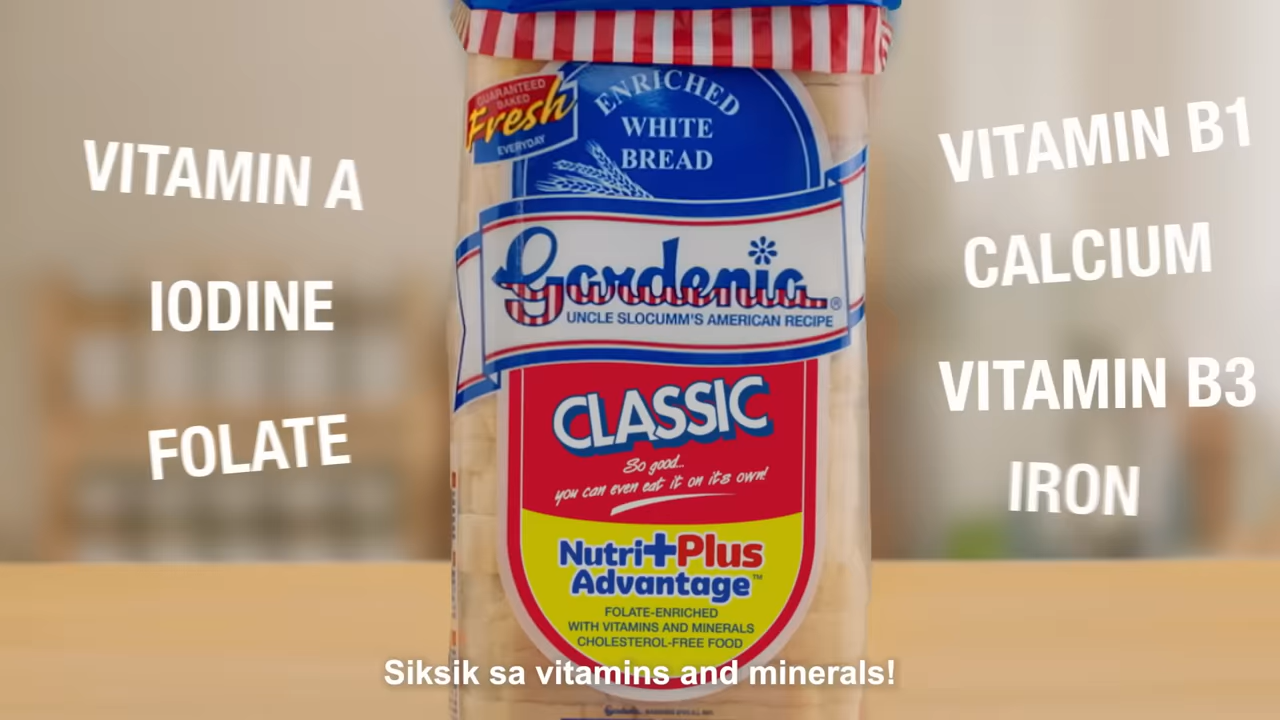 GUARANTEED
BAKED
Fresh
EVERYDAY
ENRICHED
WHITE
BREAD
Gardenia®
UNCLE SLOCUMM'S AMERICAN RECIPE
CLASSIC
So good...
you can even eat it on its own!
Nutri+Plus
Advantage™
FOLATE-ENRICHED
WITH VITAMINS AND MINERALS
CHOLESTEROL-FREE FOOD
VITAMIN A
IODINE
FOLATE
VITAMIN B1
CALCIUM
VITAMIN B3
IRON
Siksik sa vitamins and minerals!